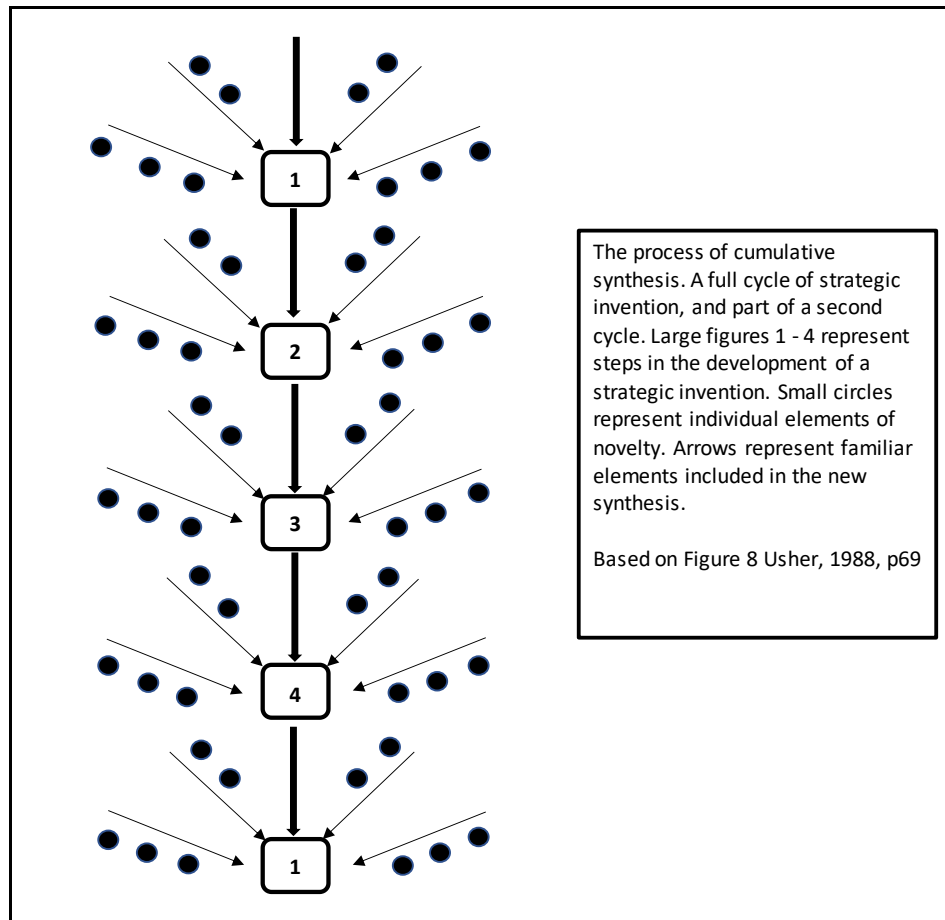 1
2
3
4
1
The process of cumulative
synthesis. A full cycle of strategic
invention, and part of a second
cycle. Large figures 1 - 4 represent
steps in the development of a
strategic invention. Small circles
represent individual elements of
novelty. Arrows represent familiar
elements included in the new
synthesis.
Based on Figure 8 Usher, 1988, p69